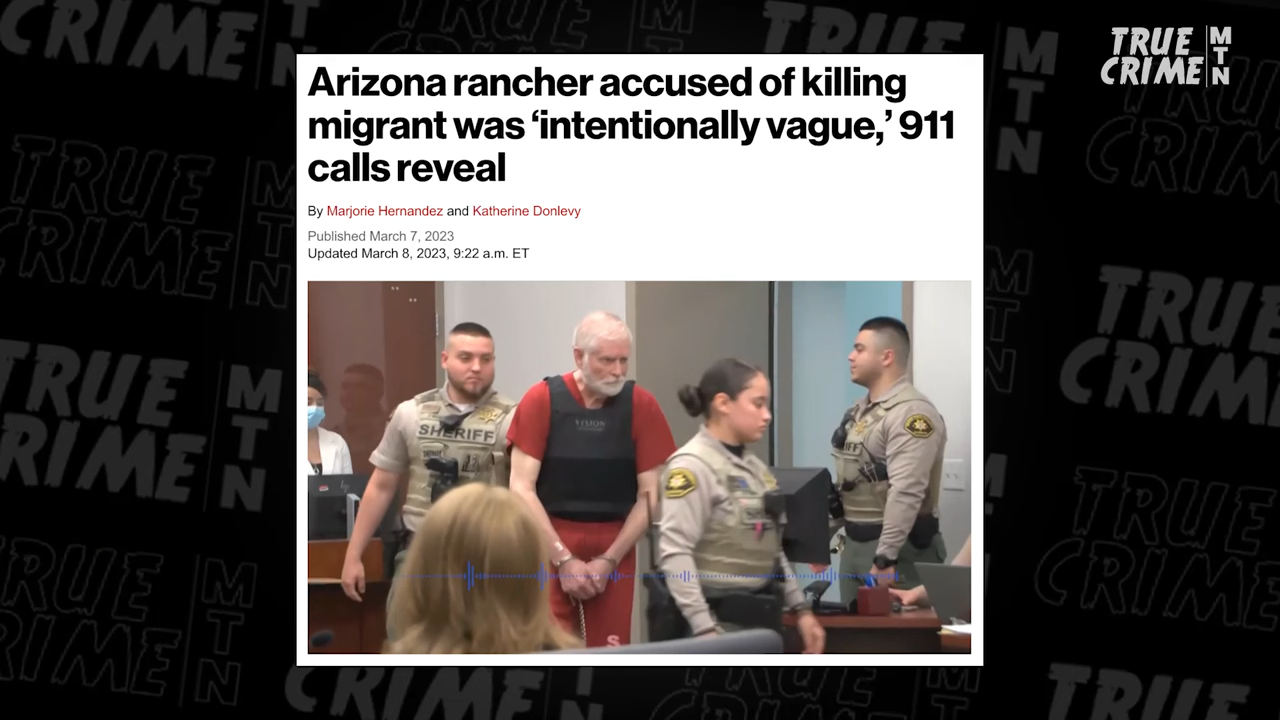 Arizona rancher accused of killing
migrant was ‘intentionally vague,’ 911
calls reveal
By Marjorie Hernandez and Katherine Donlevy
Published March 7, 2023
Updated March 8, 2023, 9:22 a.m. ET
TRUE
CRIME
MTN
SHERIFF
VISION
S